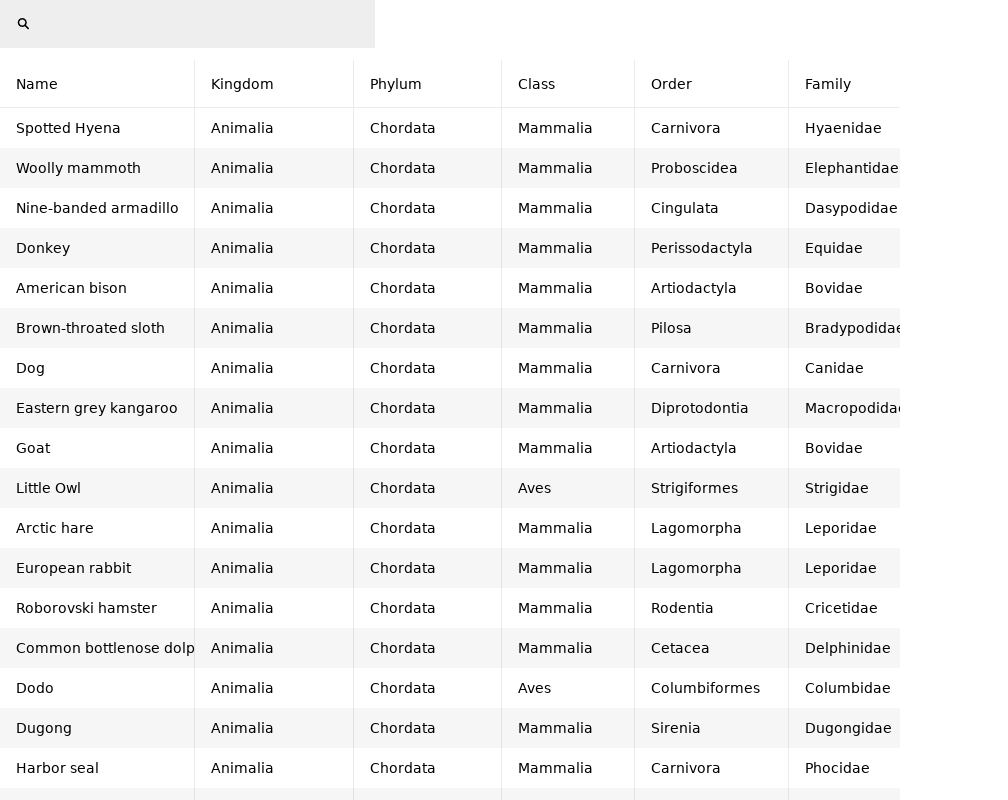 Name Kingdom Phylum Class Order Family
Spotted Hyena Animalia Chordata Mammalia Carnivora Hyaenidae
Woolly mammoth Animalia Chordata Mammalia Proboscidea Elephantidae
Nine-banded armadillo Animalia Chordata Mammalia Cingulata Dasypodidae
Donkey Animalia Chordata Mammalia Perissodactyla Equidae
American bison Animalia Chordata Mammalia Artiodactyla Bovidae
Brown-throated sloth Animalia Chordata Mammalia Pilosa Bradypodidae
Dog Animalia Chordata Mammalia Carnivora Canidae
Eastern grey kangaroo Animalia Chordata Mammalia Diprotodontia Macropodidae
Goat Animalia Chordata Mammalia Artiodactyla Bovidae
Little Owl Animalia Chordata Aves Strigiformes Strigidae
Arctic hare Animalia Chordata Mammalia Lagomorpha Leporidae
European rabbit Animalia Chordata Mammalia Lagomorpha Leporidae
Roborovski hamster Animalia Chordata Mammalia Rodentia Cricetidae
Common bottlenose dolp Animalia Chordata Mammalia Cetacea Delphinidae
Dodo Animalia Chordata Aves Columbiformes Columbidae
Dugong Animalia Chordata Mammalia Sirenia Dugongidae
Harbor seal Animalia Chordata Mammalia Carnivora Phocidae